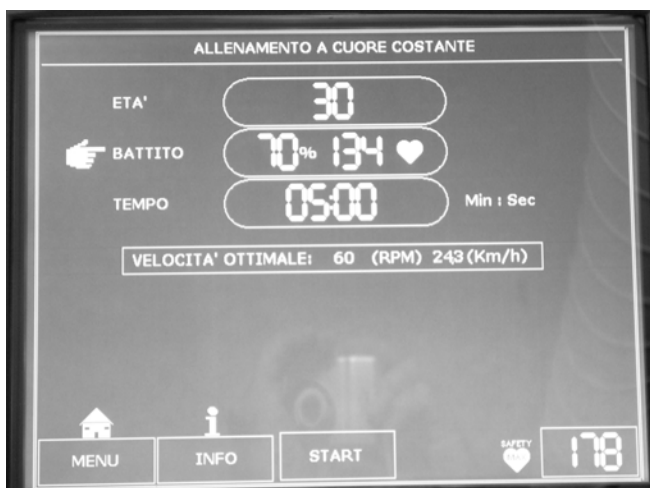 ALLENAMENTO A CUORE COSTANTE
ETA' 30
BATTITO 70% 134
TEMPO 05:00 Min : Sec
VELOCITA' OTTIMALE: 60 (RPM) 24,3 (Km/h)
MENU INFO START SAFETY 178